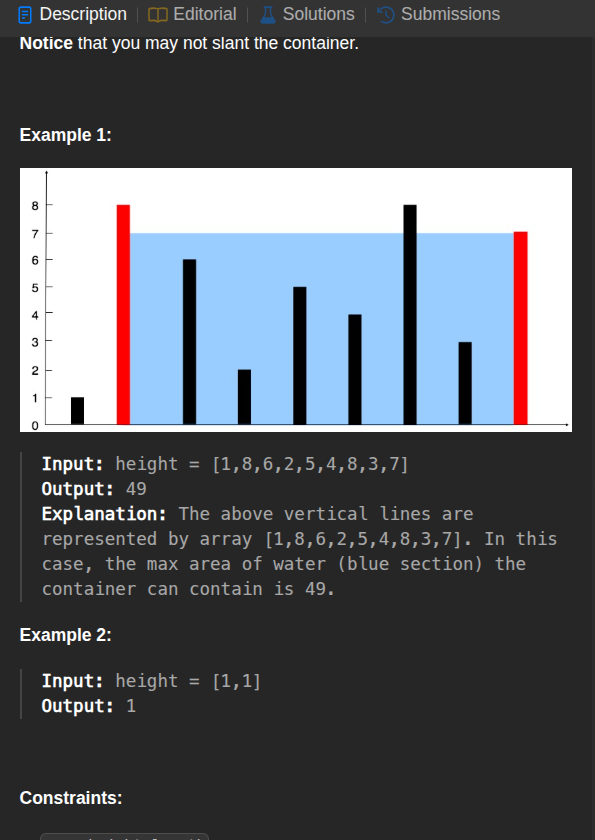 Description | Editorial | Solutions | Submissions
Notice that you may not slant the container.
Example 1:
8
7
6
5
4
3
2
1
0
Input: height = [1,8,6,2,5,4,8,3,7]
Output: 49
Explanation: The above vertical lines are
represented by array [1,8,6,2,5,4,8,3,7]. In this
case, the max area of water (blue section) the
container can contain is 49.
Example 2:
Input: height = [1,1]
Output: 1
Constraints: